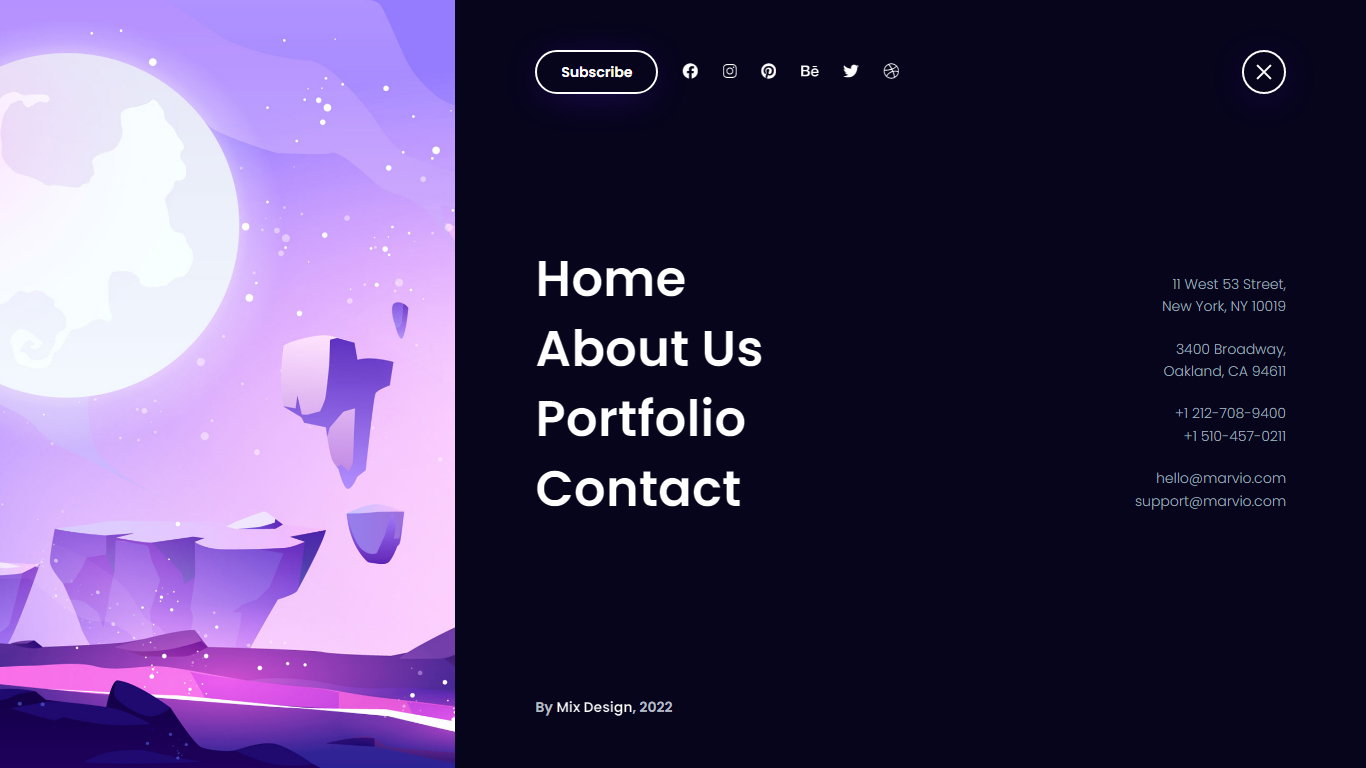 Subscribe
Bē
Home
About Us
Portfolio
Contact
11 West 53 Street,
New York, NY 10019
3400 Broadway,
Oakland, CA 94611
+1 212-708-9400
+1 510-457-0211
hello@marvio.com
support@marvio.com
By Mix Design, 2022